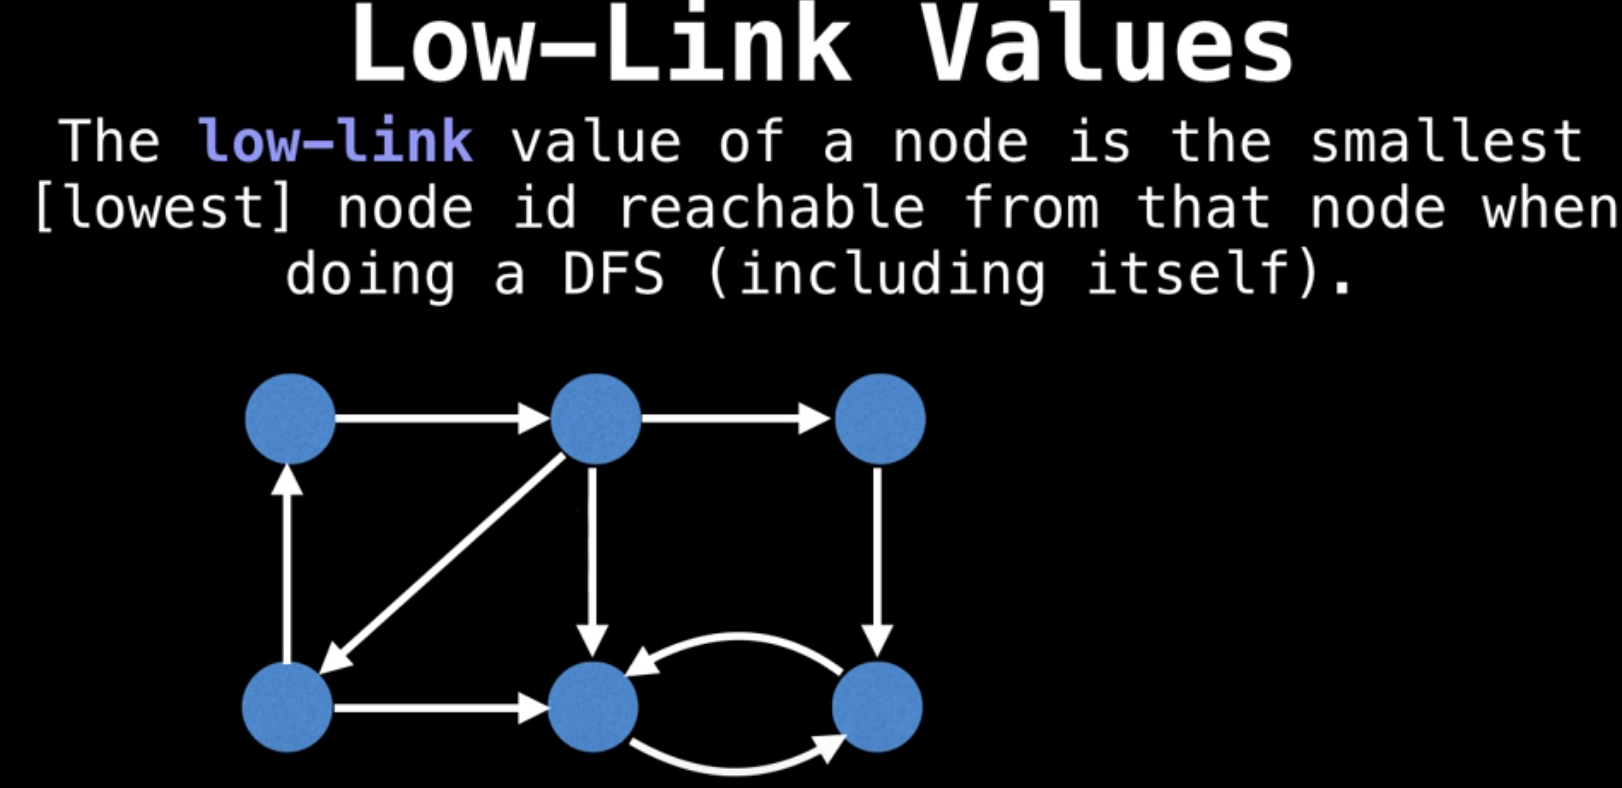 Low-Link Values
The low-link value of a node is the smallest
[lowest] node id reachable from that node when
doing a DFS (including itself).